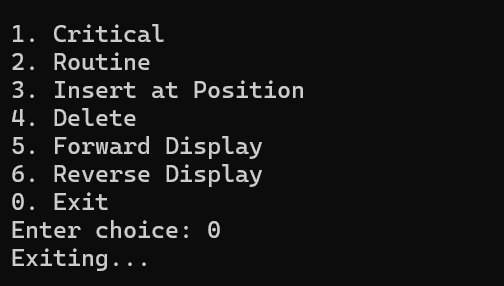 1. Critical
2. Routine
3. Insert at Position
4. Delete
5. Forward Display
6. Reverse Display
0. Exit
Enter choice: 0
Exiting...